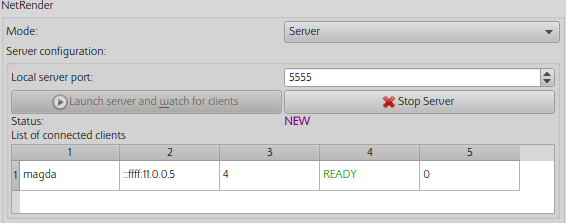 NetRender
Mode: Server
Server configuration:
Local server port: 5555
Launch server and watch for clients Stop Server
Status: NEW
List of connected clients
1 2 3 4 5
1 magda ::ffff:11.0.0.5 4 READY 0